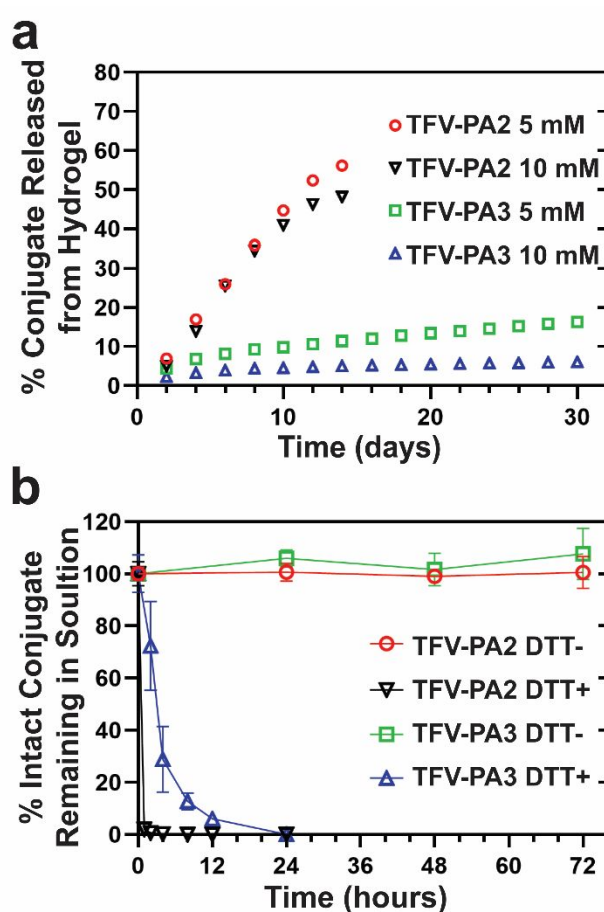 a
% Conjugate Released
from Hydrogel
80
70
60
50
40
30
20
10
0
TFV-PA2 5 mM
TFV-PA2 10 mM
TFV-PA3 5 mM
TFV-PA3 10 mM
0 10 20 30
Time (days)
b
% Intact Conjugate
Remaining in Soultion
120
100
80
60
40
20
0
TFV-PA2 DTT-
TFV-PA2 DTT+
TFV-PA3 DTT-
TFV-PA3 DTT+
0 12 24 36 48 60 72
Time (hours)